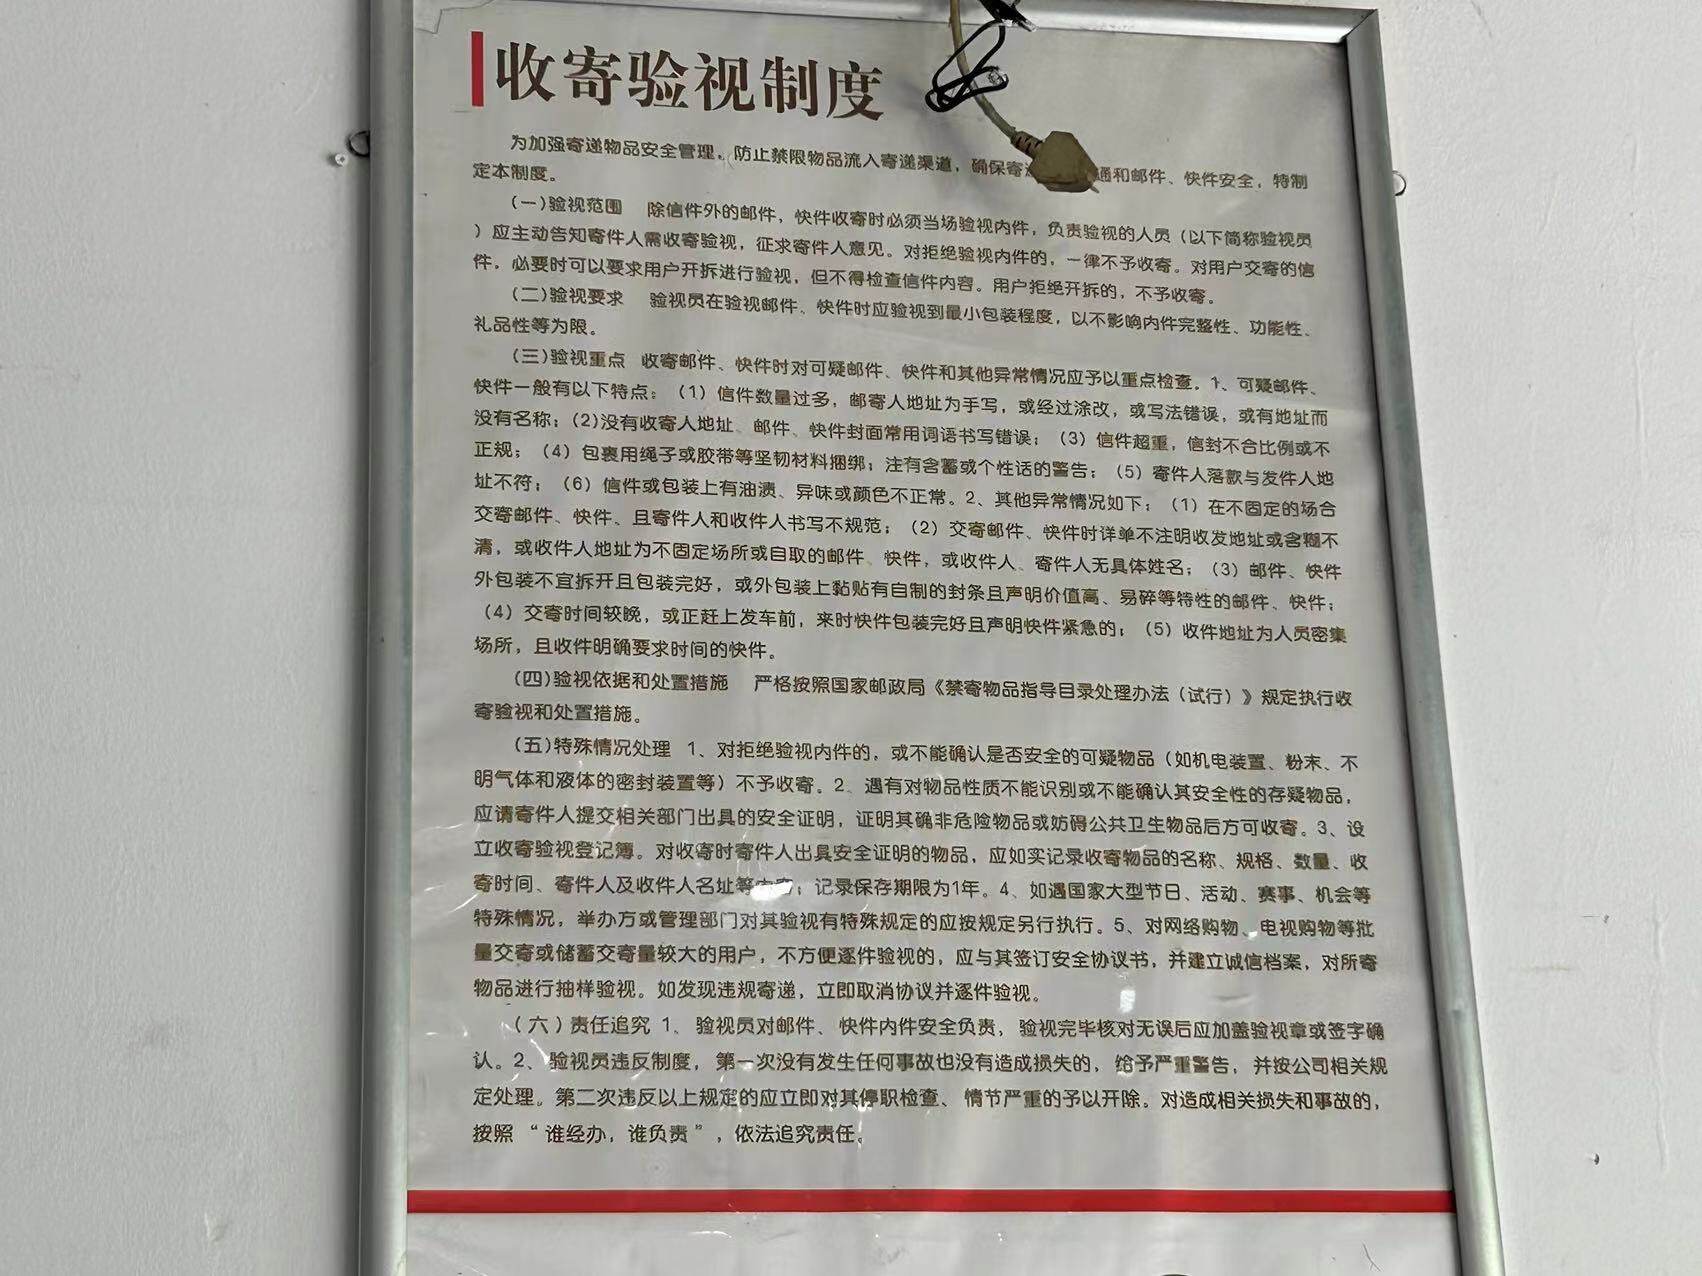 收寄验视制度
为加强寄递物品安全管理。防止禁限物品流入寄递渠道，确保寄 通和邮件、快件安全，特制
定本制度。
（一）验视范围 除信件外的邮件，快件收寄时必须当场验视内件，负责验视的人员（以下简称验视员
）应主动告知寄件人需收寄验视，征求寄件人意见。对拒绝验视内件的，一律不予收寄。对用户交寄的信
件，必要时可以要求用户开拆进行验视，但不得检查信件内容。用户拒绝开拆的，不予收寄。
（二）验视要求 验视员在验视邮件、快件时应验视到最小包装程度，以不影响内件完整性、功能性、
礼品性等为限。
（三）验视重点 收寄邮件、快件时对可疑邮件、快件和其他异常情况应予以重点检查。1、可疑邮件、
快件一般有以下特点：（1）信件数量过多，邮寄人地址为手写，或经过涂改，或写法错误，或有地址而
没有名称；（2）没有收寄人地址、邮件、快件封面常用词语书写错误；（3）信件超重，信封不合比例或不
正规；（4）包裹用绳子或胶带等坚韧材料捆绑；注有含蓄或个性话的警告；（5）寄件人落款与发件人地
址不符；（6）信件或包装上有油渍、异味或颜色不正常。2、其他异常情况如下；（1）在不固定的场合
交寄邮件、快件、且寄件人和收件人书写不规范；（2）交寄邮件、快件时详单不注明收发地址或含糊不
清，或收件人地址为不固定场所或自取的邮件、快件，或收件人、寄件人无具体姓名；（3）邮件、快件
外包装不宜拆开且包装完好，或外包装上黏贴有自制的封条且声明价值高、易碎等特性的邮件、快件；
（4）交寄时间较晚，或正赶上发车前，来时快件包装完好且声明快件紧急的；（5）收件地址为人员密集
场所，且收件明确要求时间的快件。
（四）验视依据和处置措施 严格按照国家邮政局《禁寄物品指导目录处理办法（试行）》规定执行收
寄验视和处置措施。
（五）特殊情况处理 1、对拒绝验视内件的，或不能确认是否安全的可疑物品（如机电装置、粉末、不
明气体和液体的密封装置等）不予收寄。2、遇有对物品性质不能识别或不能确认其安全性的存疑物品，
应请寄件人提交相关部门出具的安全证明，证明其确非危险物品或妨碍公共卫生物品后方可收寄。3、设
立收寄验视登记簿。对收寄时寄件人出具安全证明的物品，应如实记录收寄物品的名称、规格、数量、收
寄时间、寄件人及收件人名址等内容；记录保存期限为1年。4、如遇国家大型节日、活动、赛事、机会等
特殊情况，举办方或管理部门对其验视有特殊规定的应按规定另行执行。5、对网络购物、电视购物等批
量交寄或储蓄交寄量较大的用户，不方便逐件验视的，应与其签订安全协议书，并建立诚信档案，对所寄
物品进行抽样验视。如发现违规寄递，立即取消协议并逐件验视。
（六）责任追究 1、验视员对邮件、快件内件安全负责，验视完毕核对无误后应加盖验视章或签字确
认。2、验视员违反制度，第一次没有发生任何事故也没有造成损失的，给予严重警告，并按公司相关规
定处理。第二次违反以上规定的应立即对其停职检查、情节严重的予以开除。对造成相关损失和事故的，
按照“谁经办，谁负责”，依法追究责任。